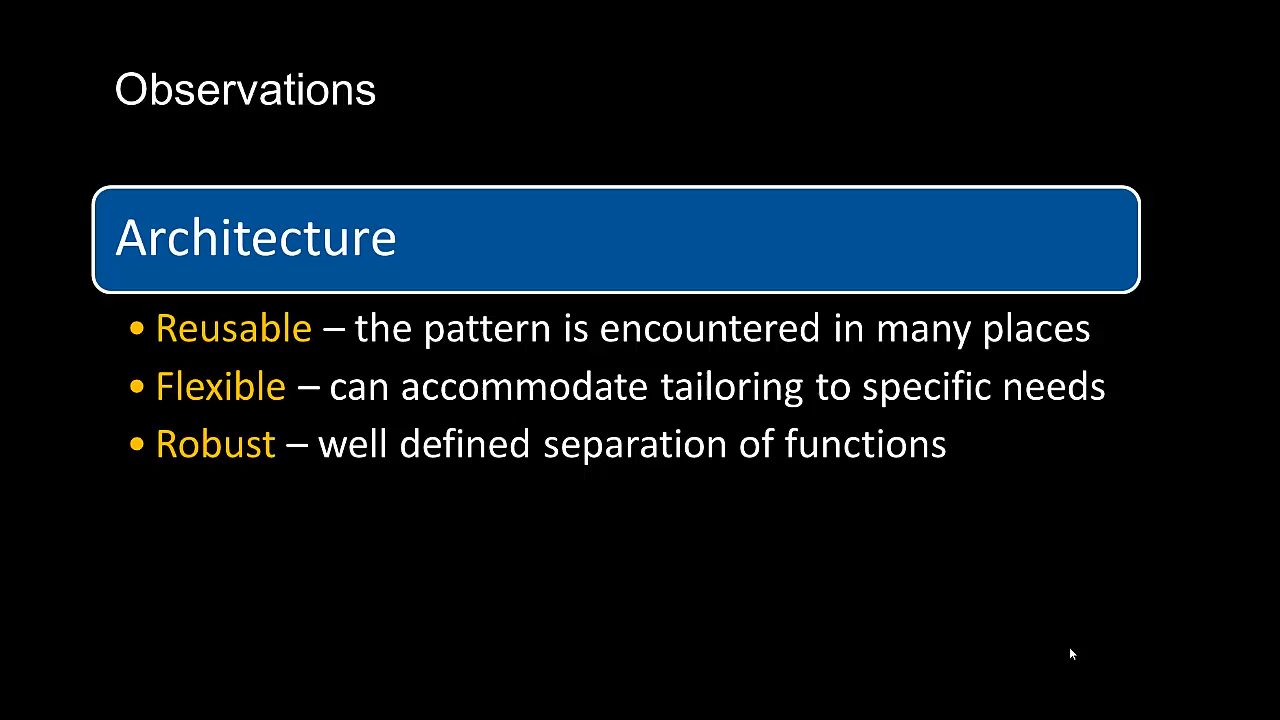 Observations
Architecture
• Reusable – the pattern is encountered in many places
• Flexible – can accommodate tailoring to specific needs
• Robust – well defined separation of functions